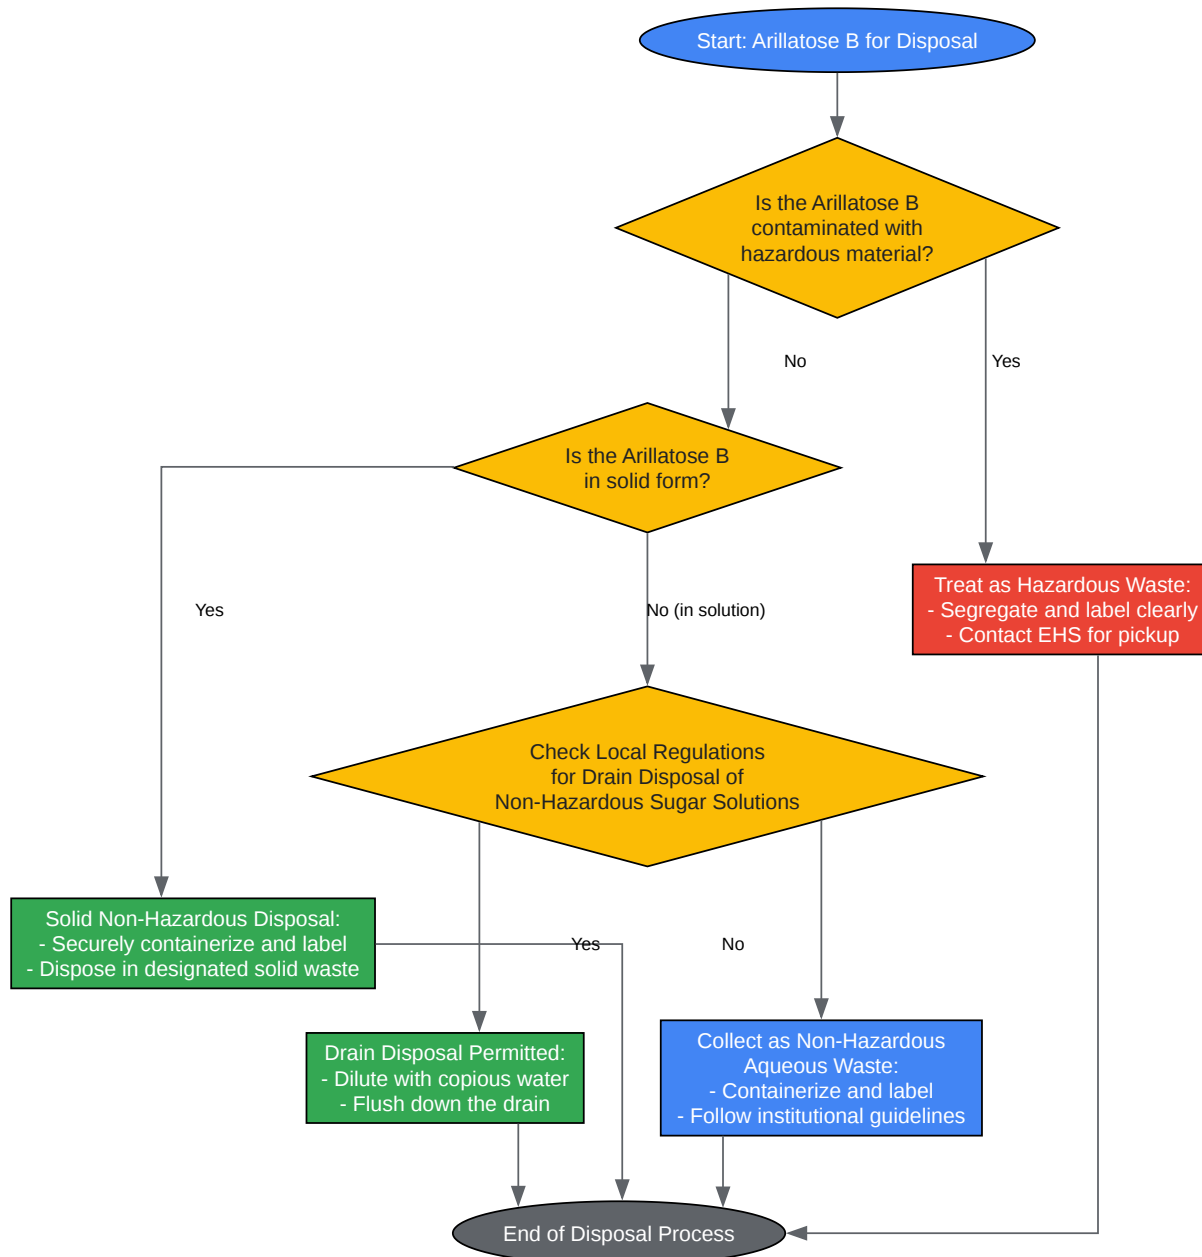 Start: Arillatose B for Disposal
Is the Arillatose B
contaminated with
hazardous material?
No
Yes
Is the Arillatose B
in solid form?
Yes
No (in solution)
Treat as Hazardous Waste:
- Segregate and label clearly
- Contact EHS for pickup
Check Local Regulations
for Drain Disposal of
Non-Hazardous Sugar Solutions
Solid Non-Hazardous Disposal:
- Securely containerize and label
- Dispose in designated solid waste
Yes
No
Drain Disposal Permitted:
- Dilute with copious water
- Flush down the drain
Collect as Non-Hazardous
Aqueous Waste:
- Containerize and label
- Follow institutional guidelines
End of Disposal Process